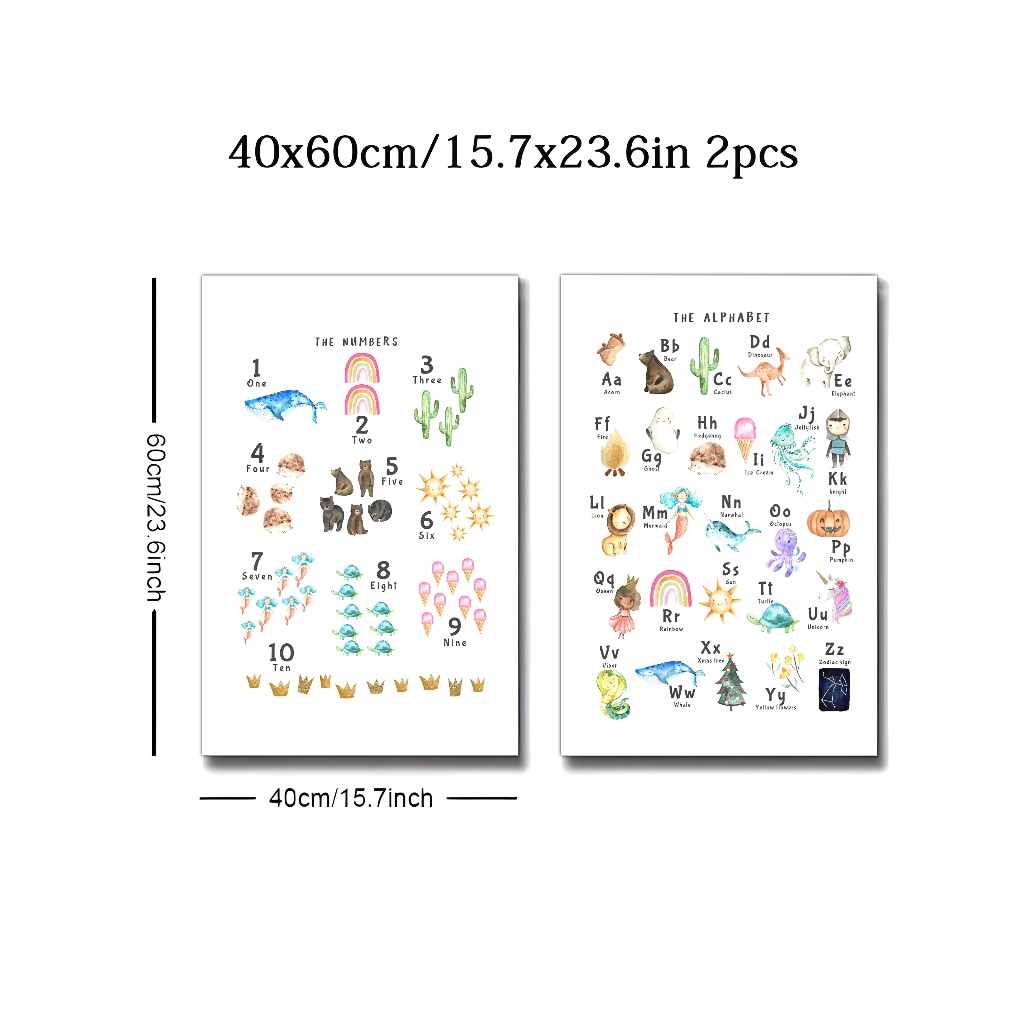 40x60cm/15.7x23.6in 2pcs
60cm/23.6inch
40cm/15.7inch
THE NUMBERS
1
One
2
Two
3
Three
4
Four
5
Five
6
Six
7
Seven
8
Eight
9
Nine
10
Ten
THE ALPHABET
Aa
Acorn
Bb
Bear
Cc
Cactus
Dd
Dinosaur
Ee
Elephant
Ff
Fire
Gg
Ghost
Hh
Hedgehog
Ii
Ice Cream
Jj
Jellyfish
Kk
Knight
Ll
Lion
Mm
Mermaid
Nn
Narwhal
Oo
Octopus
Pp
Pumpkin
Qq
Queen
Rr
Rainbow
Ss
Sun
Tt
Turtle
Uu
Unicorn
Vv
Viper
Ww
Whale
Xx
Xmas tree
Yy
Yellow flowers
Zz
Zodiac sign